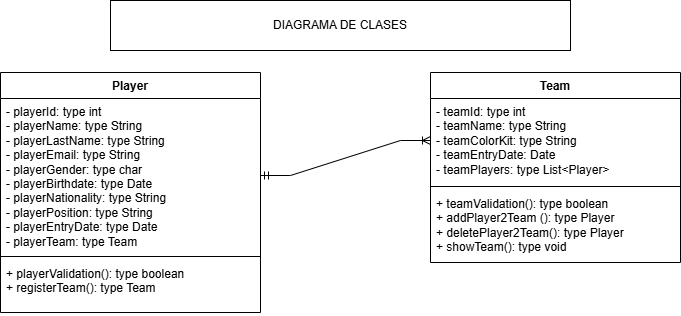 DIAGRAMA DE CLASES
Player
- playerId: type int
- playerName: type String
- playerLastName: type String
- playerEmail: type String
- playerGender: type char
- playerBirthdate: type Date
- playerNationality: type String
- playerPosition: type String
- playerEntryDate: type Date
- playerTeam: type Team
+ playerValidation(): type boolean
+ registerTeam(): type Team
Team
- teamId: type int
- teamName: type String
- teamColorKit: type String
- teamEntryDate: Date
- teamPlayers: type List<Player>
+ teamValidation(): type boolean
+ addPlayer2Team (): type Player
+ deletePlayer2Team(): type Player
+ showTeam(): type void